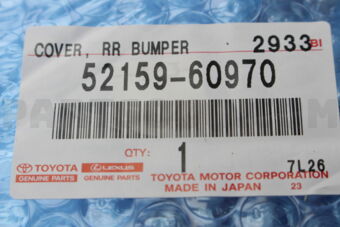 COVER, RR BUMPER 2933 BI
52159-60970
QTY: 1 7L26
TOYOTA GENUINE PARTS
LEXUS GENUINE PARTS
TOYOTA MOTOR CORPORATION
MADE IN JAPAN 23